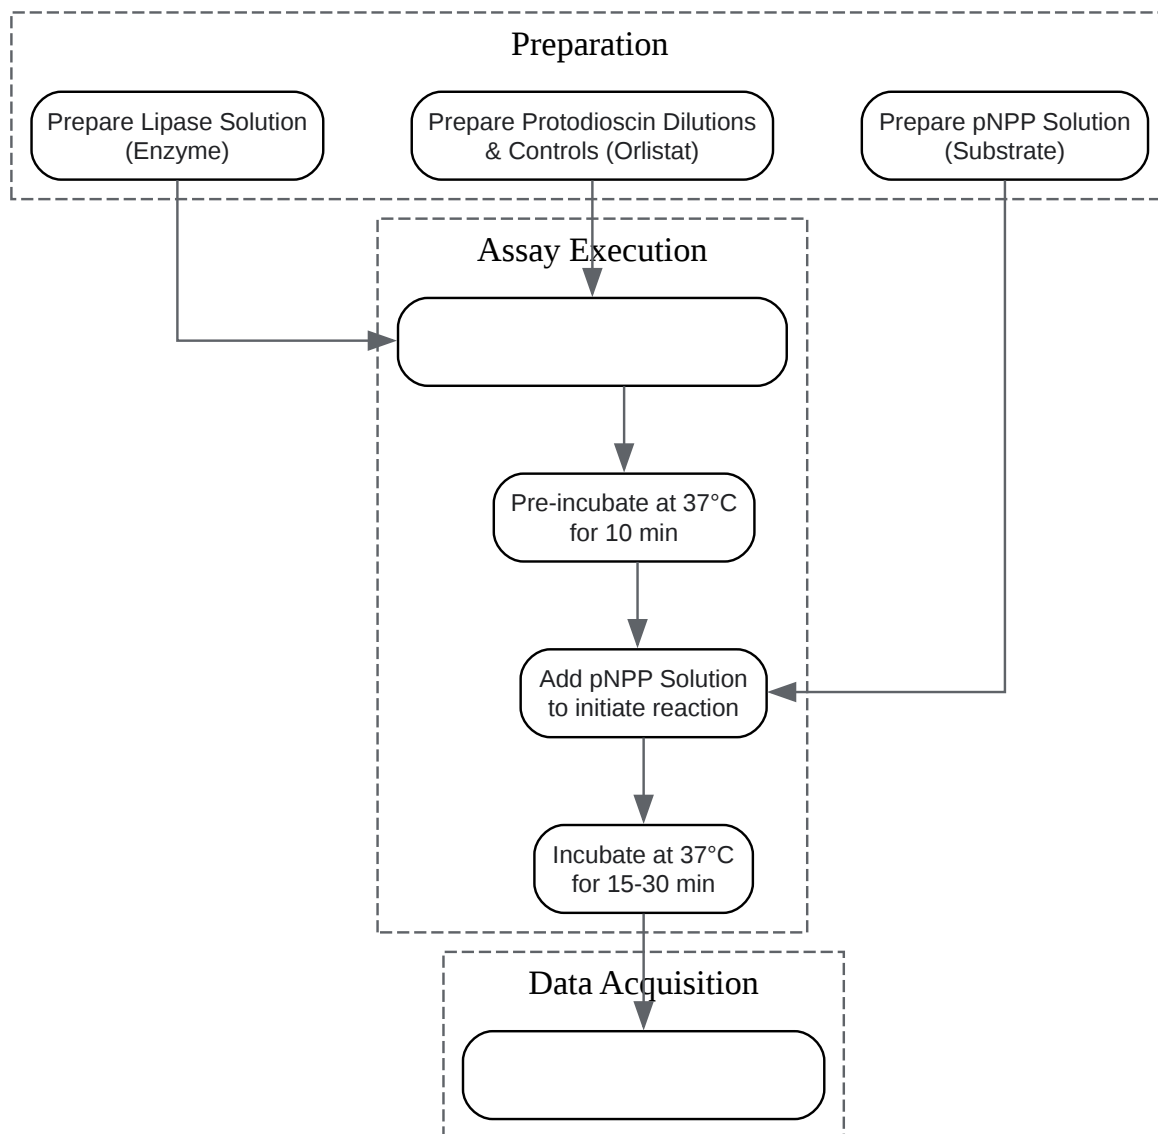 Preparation
Prepare Lipase Solution
(Enzyme)
Prepare Protodioscin Dilutions
& Controls (Orlistat)
Prepare pNPP Solution
(Substrate)
Assay Execution
Pre-incubate at 37°C
for 10 min
Add pNPP Solution
to initiate reaction
Incubate at 37°C
for 15-30 min
Data Acquisition